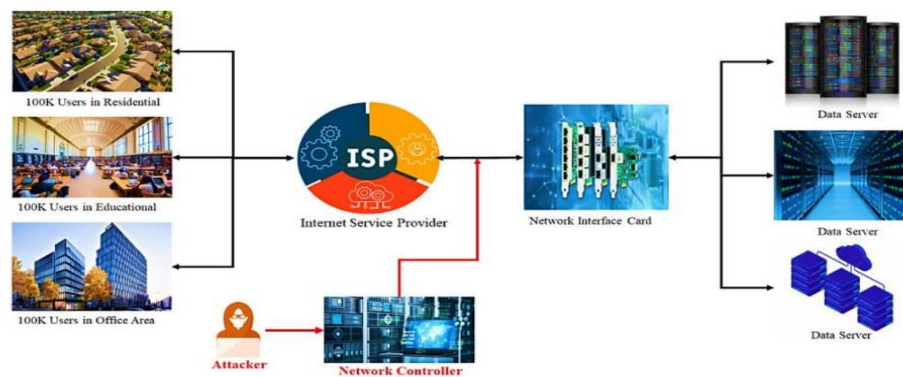 100K Users in Residential
100K Users in Educational
100K Users in Office Area
ISP
Internet Service Provider
Attacker
Network Controller
Network Interface Card
Data Server
Data Server
Data Server